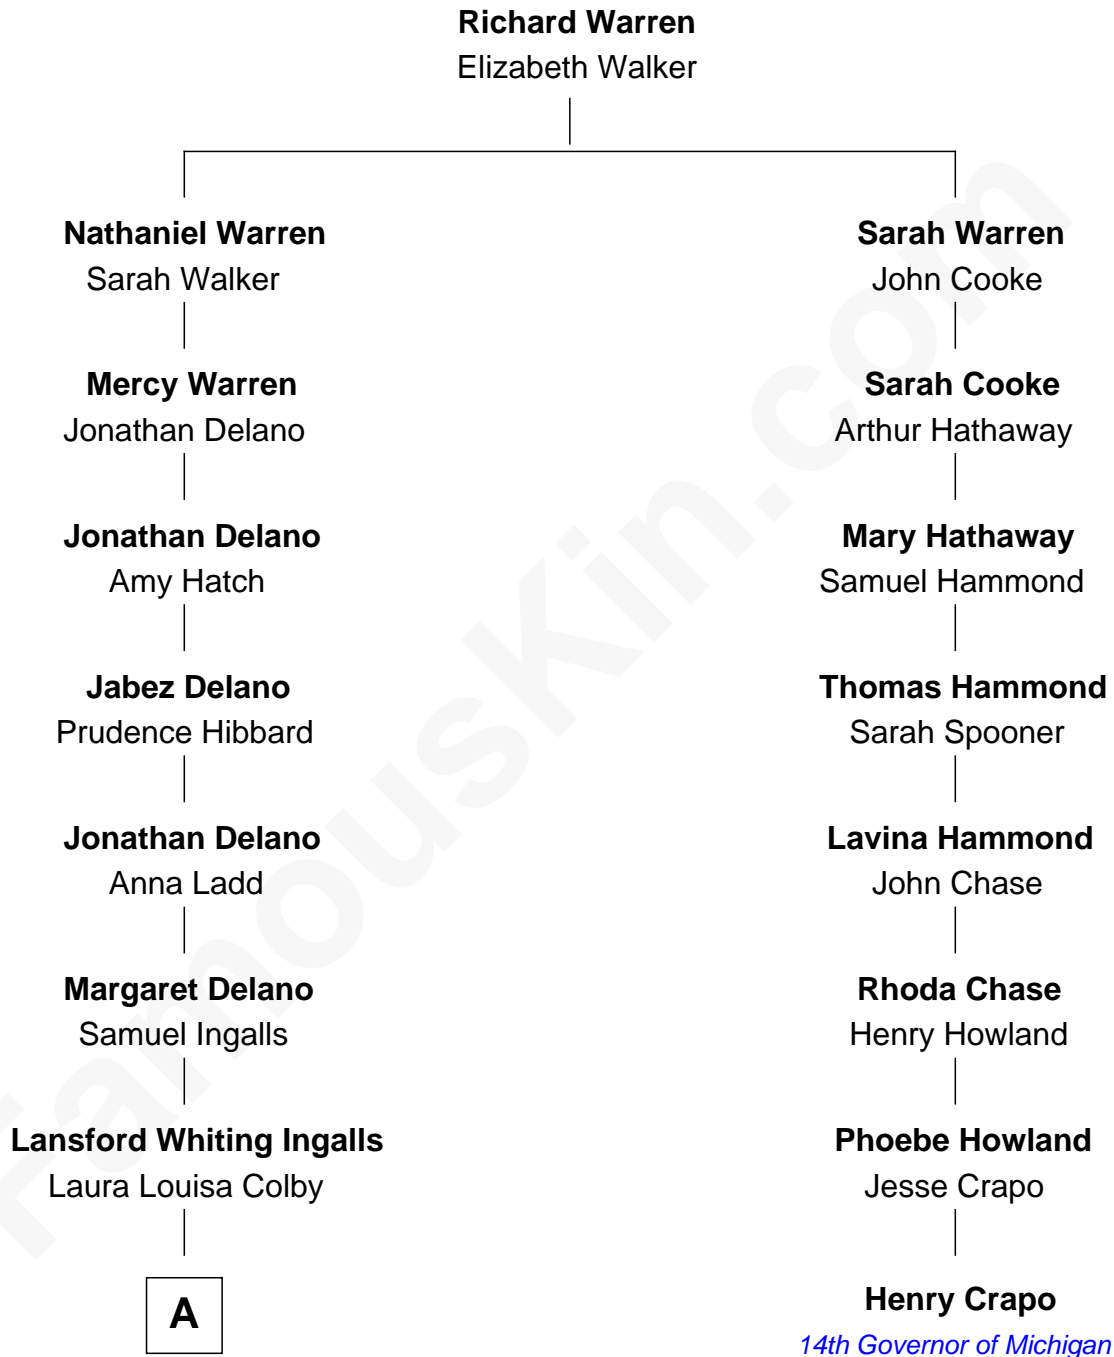 Richard Warren
Elizabeth Walker
Nathaniel Warren
Sarah Walker
Sarah Warren
John Cooke
Mercy Warren
Jonathan Delano
Sarah Cooke
Arthur Hathaway
Jonathan Delano
Amy Hatch
Mary Hathaway
Samuel Hammond
Jabez Delano
Prudence Hibbard
Thomas Hammond
Sarah Spooner
Jonathan Delano
Anna Ladd
Lavina Hammond
John Chase
Margaret Delano
Samuel Ingalls
Rhoda Chase
Henry Howland
Lansford Whiting Ingalls
Laura Louisa Colby
Phoebe Howland
Jesse Crapo
A
Henry Crapo
14th Governor of Michigan
FamousKin.com